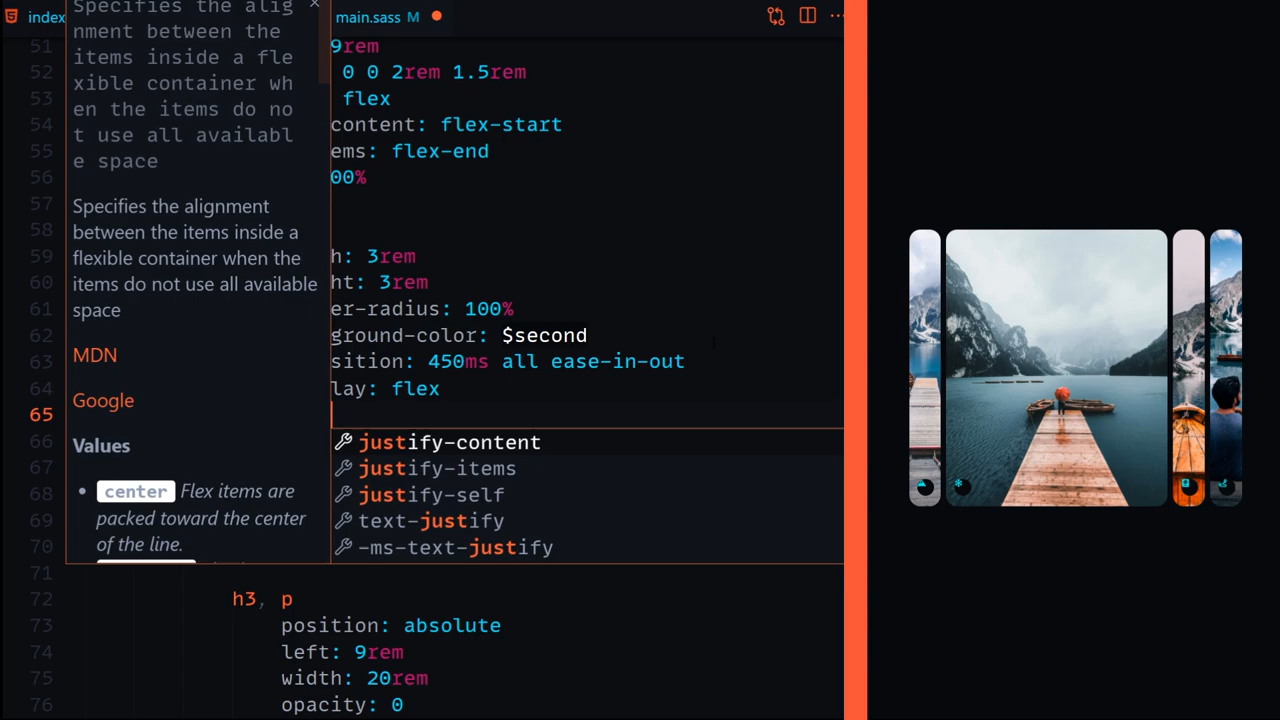 index
main.sass M
Specifies the alig
nment between the
items inside a fle
xible container wh
en the items do no
t use all availabl
e space
Specifies the alignment
between the items inside a
flexible container when the
items do not use all available
space
MDN
Google
Values
• center Flex items are
packed toward the center
of the line.
51 9rem
52 0 0 2rem 1.5rem
53 flex
54 content: flex-start
55 ems: flex-end
56 00%
57
58
59 h: 3rem
60 ht: 3rem
61 er-radius: 100%
62 ground-color: $second
63 sition: 450ms all ease-in-out
64 lay: flex
65
66 justify-content
67 justify-items
68 justify-self
69 text-justify
70 -ms-text-justify
71
72 h3, p
73 position: absolute
74 left: 9rem
75 width: 20rem
76 opacity: 0